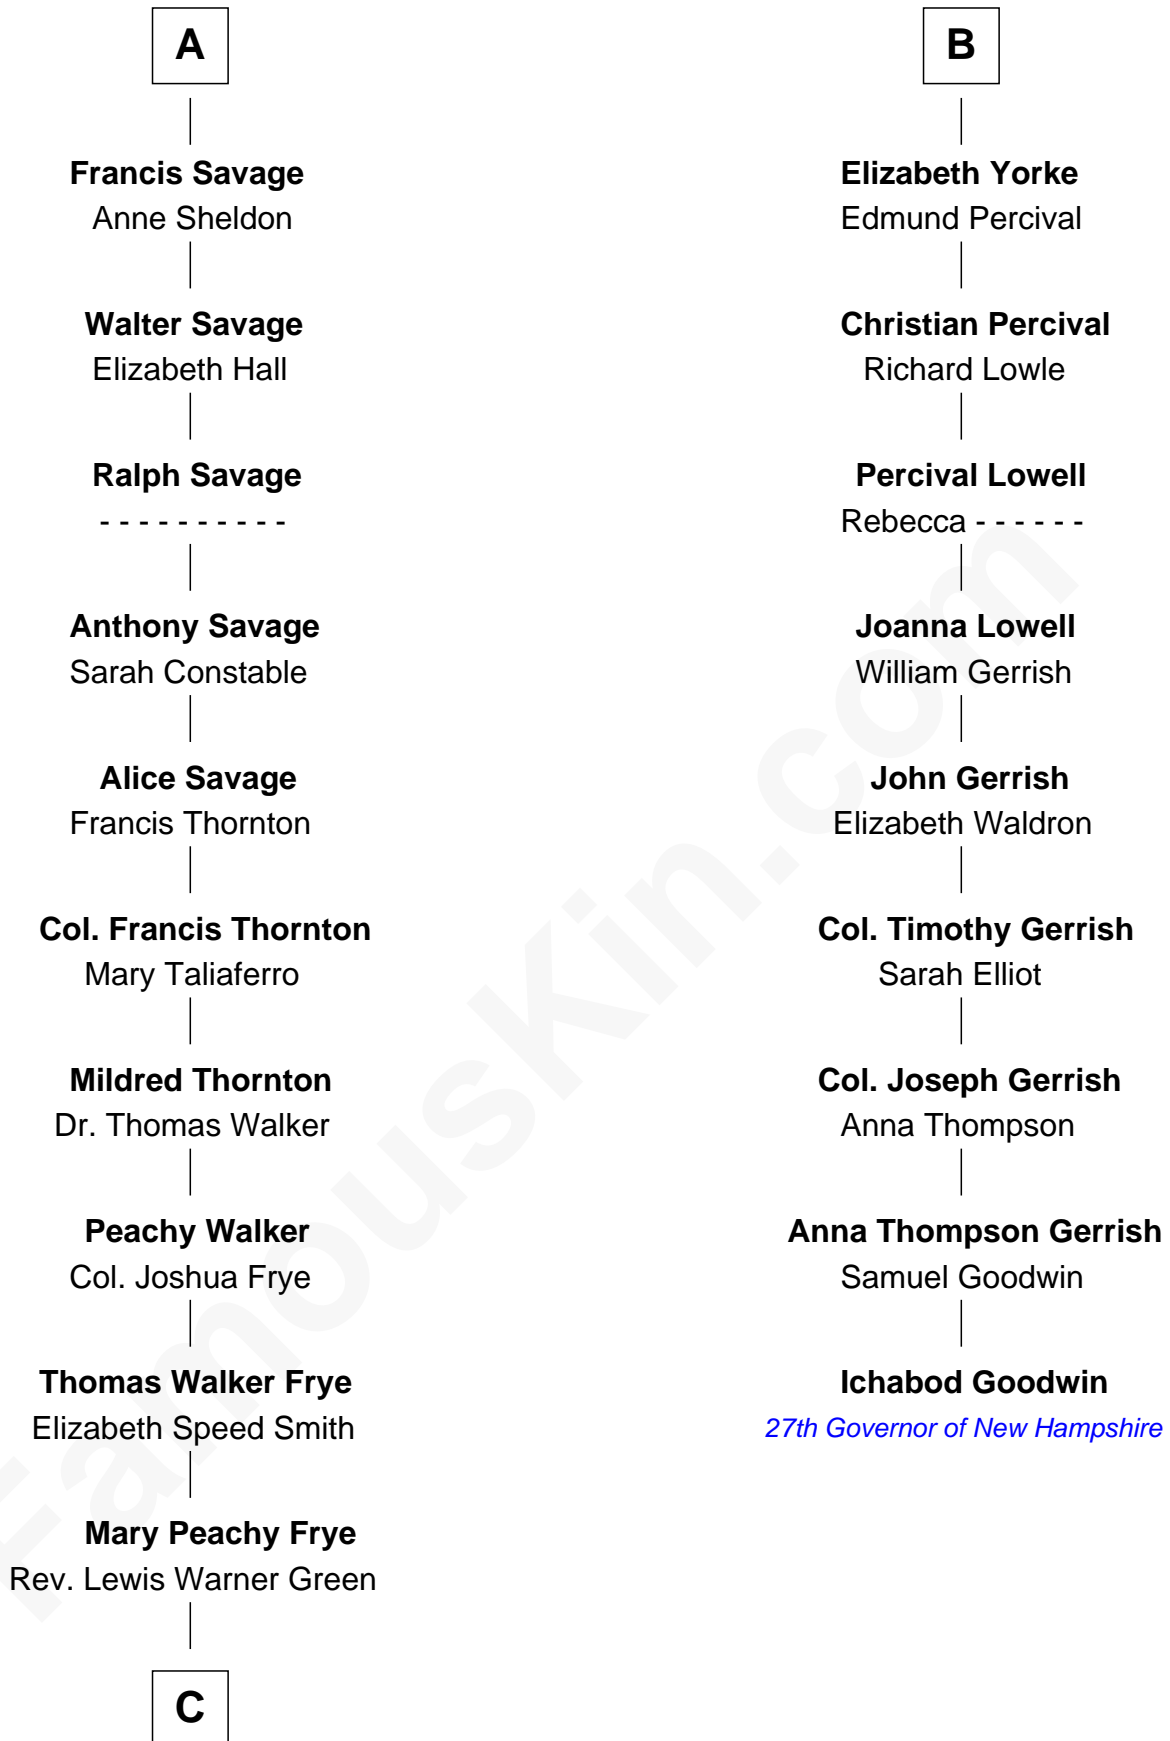 A
Francis Savage
Anne Sheldon
Walter Savage
Elizabeth Hall
Ralph Savage
- - - - - - - - - -
Anthony Savage
Sarah Constable
Alice Savage
Francis Thornton
Col. Francis Thornton
Mary Taliaferro
Mildred Thornton
Dr. Thomas Walker
Peachy Walker
Col. Joshua Frye
Thomas Walker Frye
Elizabeth Speed Smith
Mary Peachy Frye
Rev. Lewis Warner Green
C
B
Elizabeth Yorke
Edmund Percival
Christian Percival
Richard Lowle
Percival Lowell
Rebecca - - - - - -
Joanna Lowell
William Gerrish
John Gerrish
Elizabeth Waldron
Col. Timothy Gerrish
Sarah Elliot
Col. Joseph Gerrish
Anna Thompson
Anna Thompson Gerrish
Samuel Goodwin
Ichabod Goodwin
27th Governor of New Hampshire
FamousKin.com